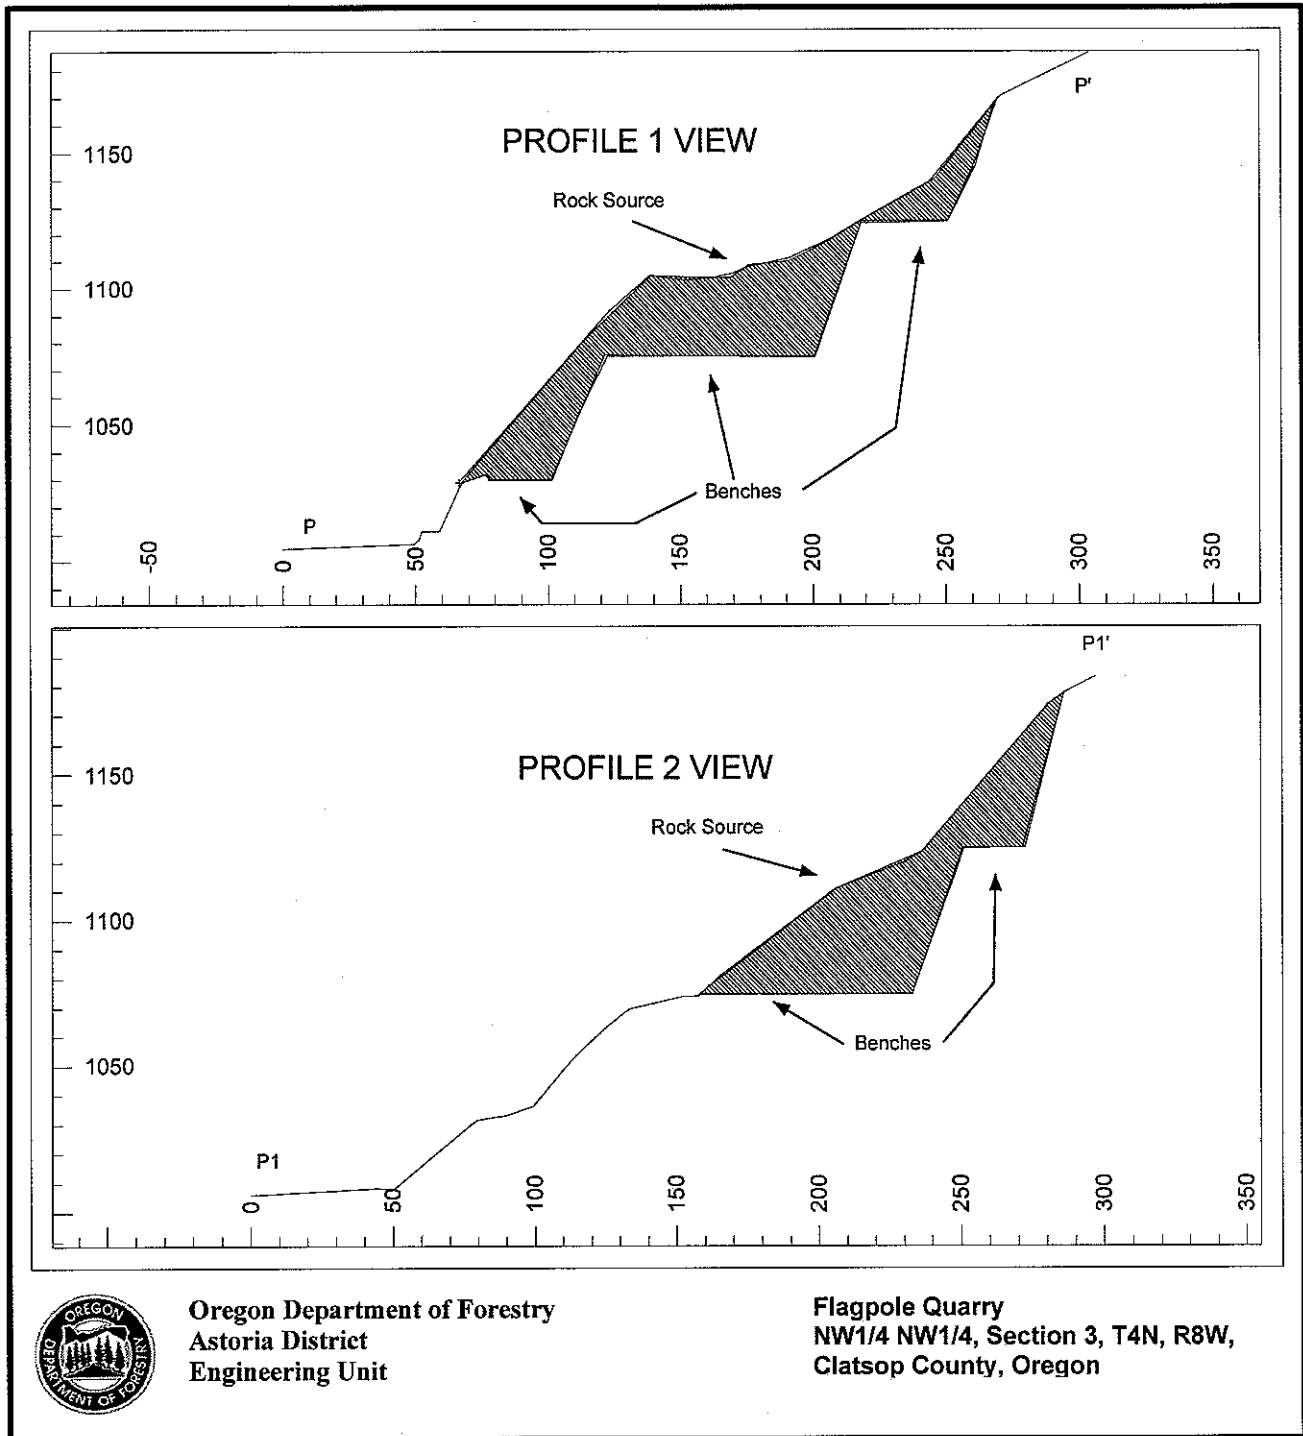 PROFILE 1 VIEW
P'
1150
Rock Source
1100
1050
Benches
P
-50
0
50
100
150
200
250
300
350
P1'
PROFILE 2 VIEW
1150
Rock Source
1100
1050
Benches
P1
0
50
100
150
200
250
300
350
OREGON
DEPARTMENT OF FORESTRY
Oregon Department of Forestry
Astoria District
Engineering Unit
Flagpole Quarry
NW1/4 NW1/4, Section 3, T4N, R8W,
Clatsop County, Oregon